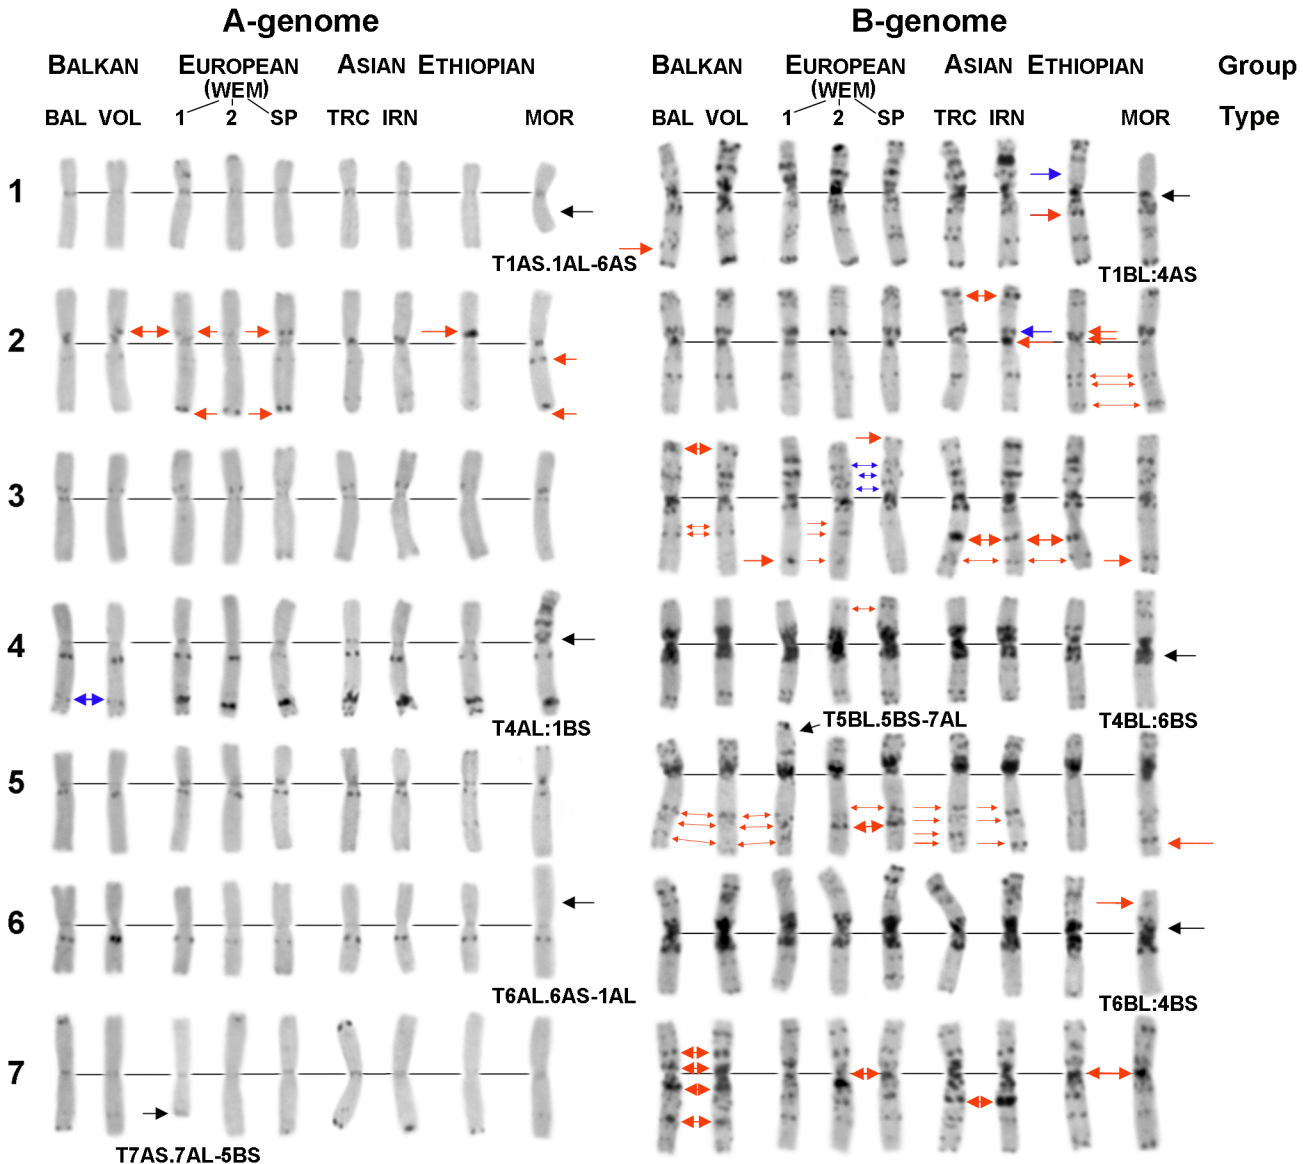 A-genome B-genome
BALKAN EUROPEAN ASIAN ETHIOPIAN BALKAN EUROPEAN ASIAN ETHIOPIAN Group
(WEM) (WEM)
BAL VOL 1 2 SP TRC IRN MOR BAL VOL 1 2 SP TRC IRN MOR Type
1
T1AS.1AL-6AS T1BL:4AS
2
3
4
T4AL:1BS T5BL.5BS-7AL T4BL:6BS
5
6
T6AL.6AS-1AL T6BL:4BS
7
T7AS.7AL-5BS